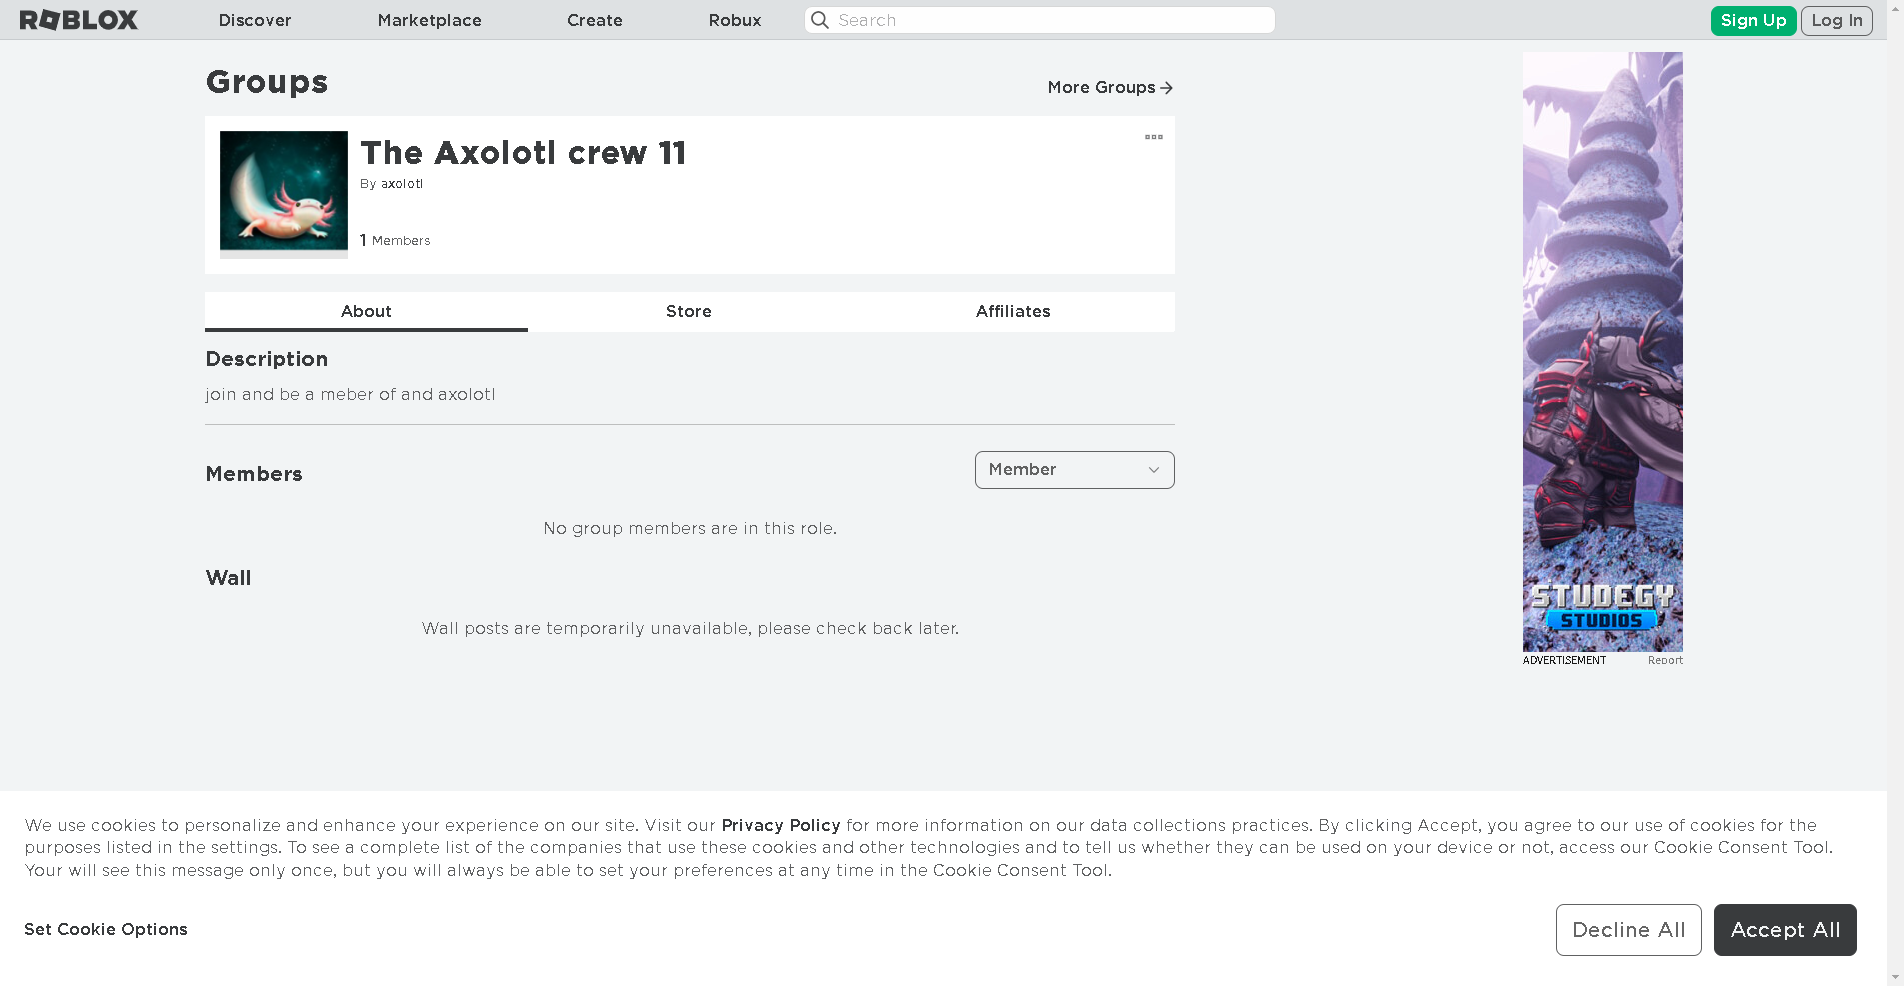 ROBLOX
Discover
Marketplace
Create
Robux
Search
Sign Up
Log In
Groups
More Groups
The Axolotl crew 11
By axolotl
1 Members
About
Store
Affiliates
Description
join and be a meber of and axolotl
Members
Member
No group members are in this role.
Wall
Wall posts are temporarily unavailable, please check back later.
STUDEGY
STUDIOS
ADVERTISEMENT
Report
We use cookies to personalize and enhance your experience on our site. Visit our Privacy Policy for more information on our data collections practices. By clicking Accept, you agree to our use of cookies for the
purposes listed in the settings. To see a complete list of the companies that use these cookies and other technologies and to tell us whether they can be used on your device or not, access our Cookie Consent Tool.
Your will see this message only once, but you will always be able to set your preferences at any time in the Cookie Consent Tool.
Set Cookie Options
Decline All
Accept All